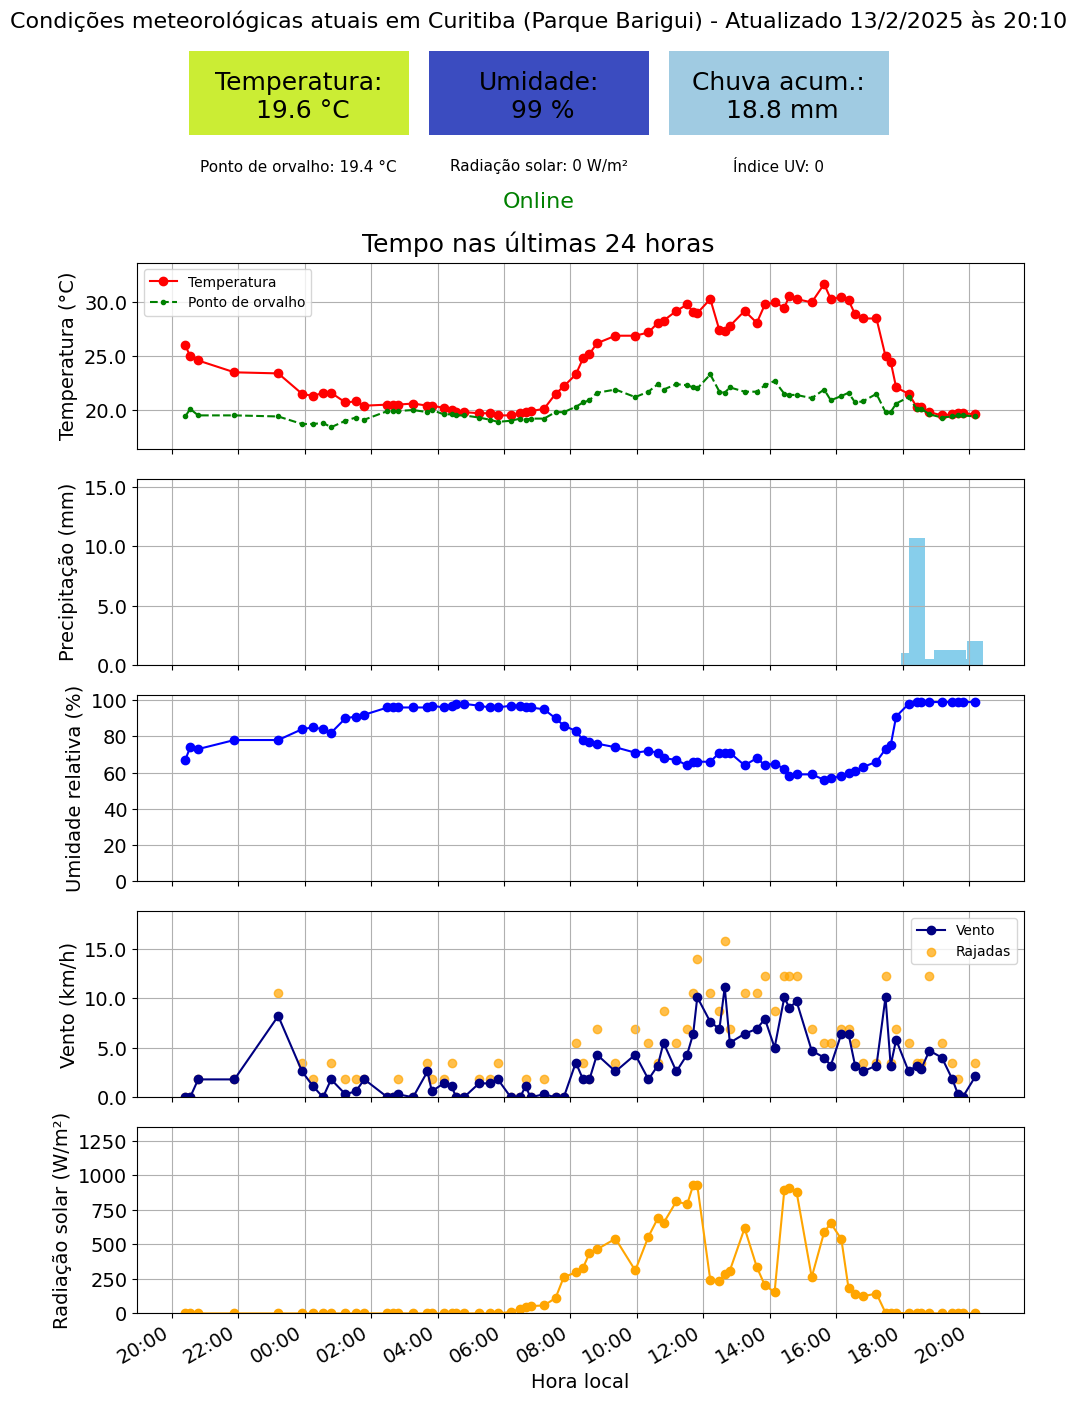 Condições meteorológicas atuais em Curitiba (Parque Barigui) - Atualizado 13/2/2025 às 20:10
Temperatura:
19.6 °C
Umidade:
99 %
Chuva acum.:
18.8 mm
Ponto de orvalho: 19.4 °C
Radiação solar: 0 W/m²
Índice UV: 0
Online
Tempo nas últimas 24 horas
Temperatura (°C)
30.0
25.0
20.0
Temperatura
Ponto de orvalho
Precipitação (mm)
15.0
10.0
5.0
0.0
Umidade relativa (%)
100
80
60
40
20
0
Vento (km/h)
15.0
10.0
5.0
0.0
Vento
Rajadas
Radiação solar (W/m²)
1250
1000
750
500
250
0
20:00
22:00
00:00
02:00
04:00
06:00
08:00
10:00
12:00
14:00
16:00
18:00
20:00
Hora local